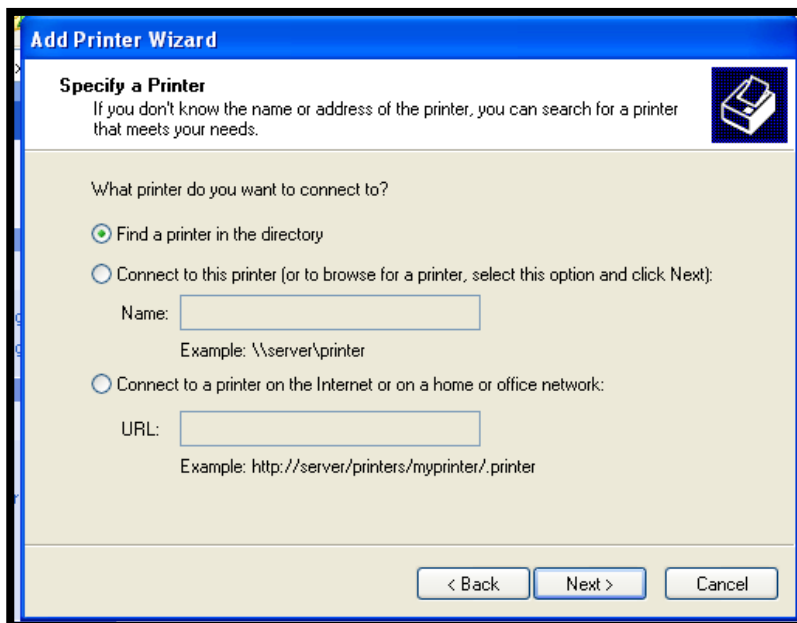 Add Printer Wizard
Specify a Printer
If you don't know the name or address of the printer, you can search for a printer
that meets your needs.
What printer do you want to connect to?
Find a printer in the directory
Connect to this printer (or to browse for a printer, select this option and click Next):
Name:
Example: \\server\printer
Connect to a printer on the Internet or on a home or office network:
URL:
Example: http://server/printers/myprinter/.printer
< Back Next > Cancel